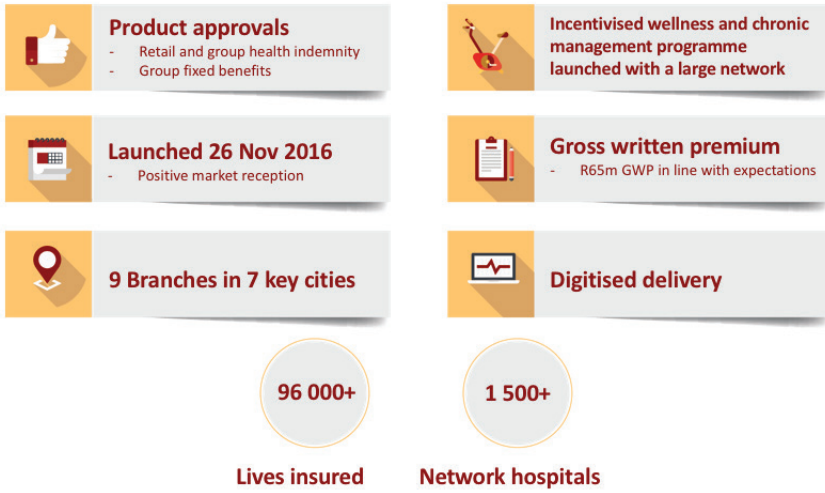 Product approvals
- Retail and group health indemnity
- Group fixed benefits
Incentivised wellness and chronic
management programme
launched with a large network
Launched 26 Nov 2016
- Positive market reception
Gross written premium
- R65m GWP in line with expectations
9 Branches in 7 key cities
Digitised delivery
96 000+
Lives insured
1 500+
Network hospitals